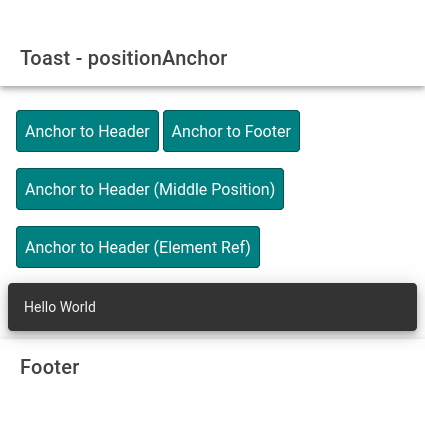 Toast - positionAnchor
Anchor to Header Anchor to Footer
Anchor to Header (Middle Position)
Anchor to Header (Element Ref)
Hello World
Footer